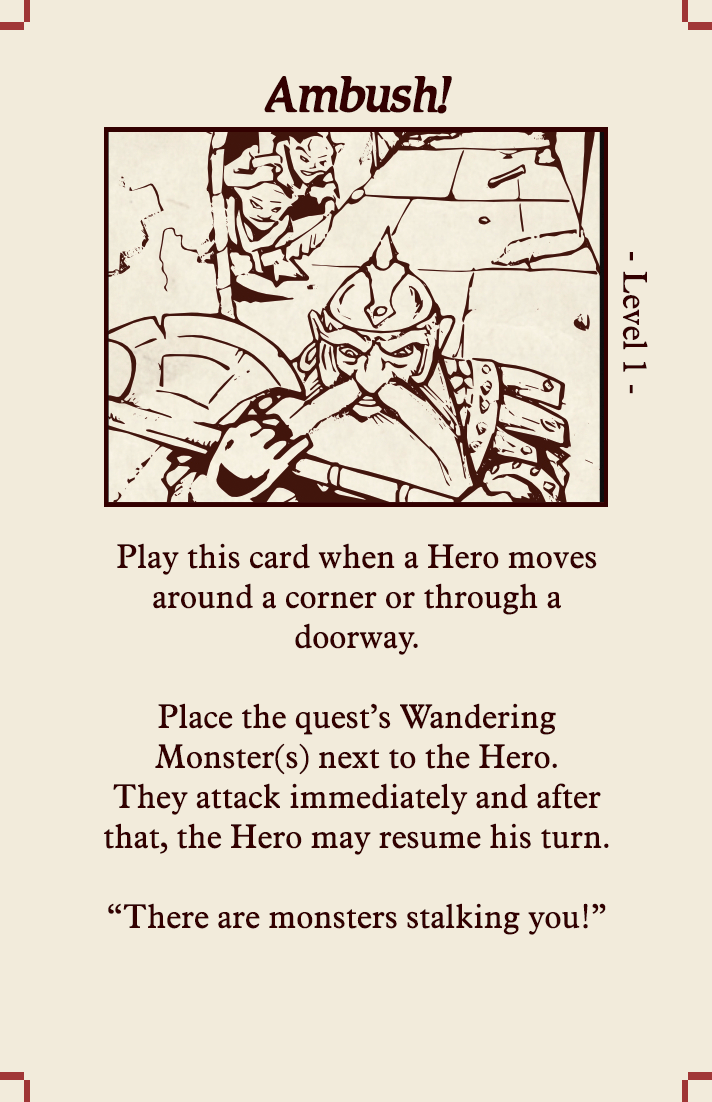 Ambush!
- Level 1 -
Play this card when a Hero moves
around a corner or through a
doorway.
Place the quest’s Wandering
Monster(s) next to the Hero.
They attack immediately and after
that, the Hero may resume his turn.
“There are monsters stalking you!”